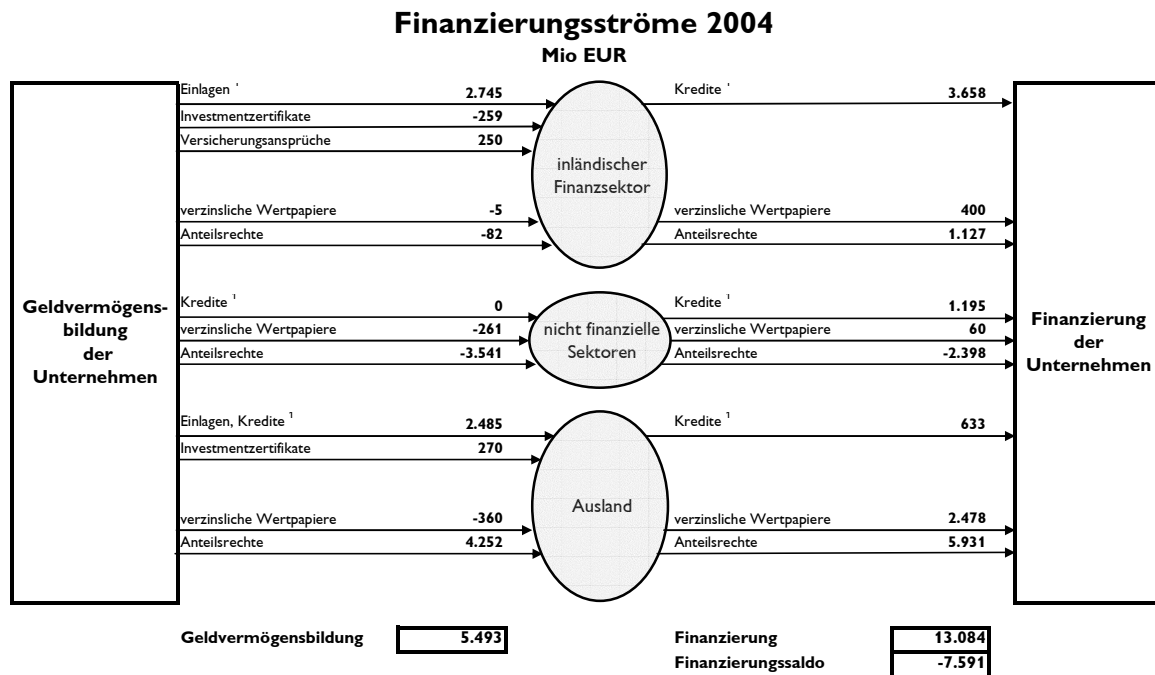 Finanzierungsströme 2004
Mio EUR
Einlagen ¹ 2.745
Investmentzertifikate -259
Versicherungsansprüche 250
verzinsliche Wertpapiere -5
Anteilsrechte -82
inländischer
Finanzsektor
Kredite ¹ 3.658
verzinsliche Wertpapiere 400
Anteilsrechte 1.127
Geldvermögens-
bildung
der
Unternehmen
Kredite ¹ 0
verzinsliche Wertpapiere -261
Anteilsrechte -3.541
nicht finanzielle
Sektoren
Kredite ¹ 1.195
verzinsliche Wertpapiere 60
Anteilsrechte -2.398
Finanzierung
der
Unternehmen
Einlagen, Kredite ¹ 2.485
Investmentzertifikate 270
verzinsliche Wertpapiere -360
Anteilsrechte 4.252
Ausland
Kredite ¹ 633
verzinsliche Wertpapiere 2.478
Anteilsrechte 5.931
Geldvermögensbildung 5.493
Finanzierung 13.084
Finanzierungssaldo -7.591